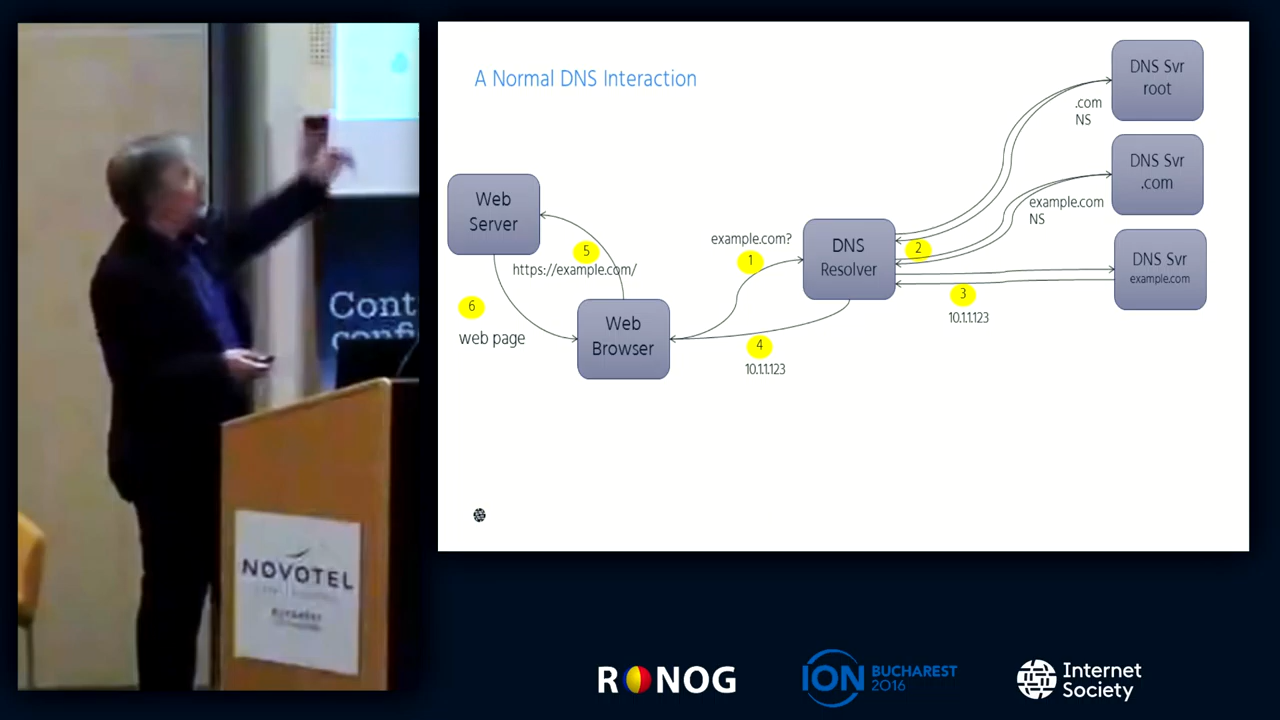 A Normal DNS Interaction
DNS Svr
root
.com
NS
DNS Svr
.com
example.com
NS
Web
Server
example.com?
DNS
Resolver
1
2
DNS Svr
example.com
5
https://example.com/
3
10.1.1.123
6
web page
Web
Browser
4
10.1.1.123
Cont
confi
NOVOTEL
RONOG
ION
BUCHAREST
2016
Internet
Society